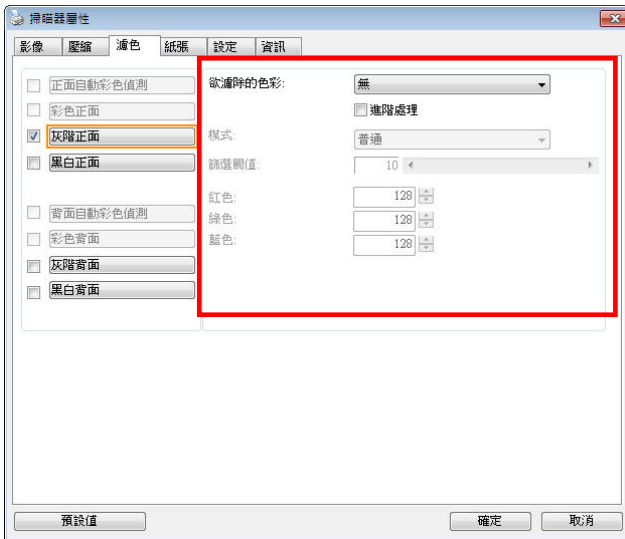 掃瞄器屬性
影像 壓縮 濾色 紙張 設定 資訊
正面自動彩色偵測
彩色正面
灰階正面
黑白正面
背面自動彩色偵測
彩色背面
灰階背面
黑白背面
欲濾除的色彩: 無
進階處理
模式: 普通
篩選閾值: 10
紅色: 128
綠色: 128
藍色: 128
預設值 確定 取消